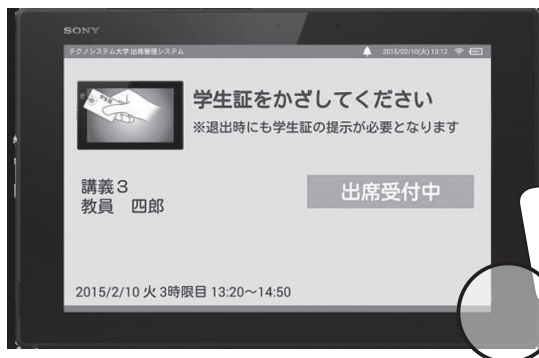 SONY
テクノシステム大学 出席管理システム
2015/02/10(火) 13:12
学生証をかざしてください
※退出時にも学生証の提示が必要となります
講義3
教員 四郎
出席受付中
2015/2/10 火 3時限目 13:20〜14:50